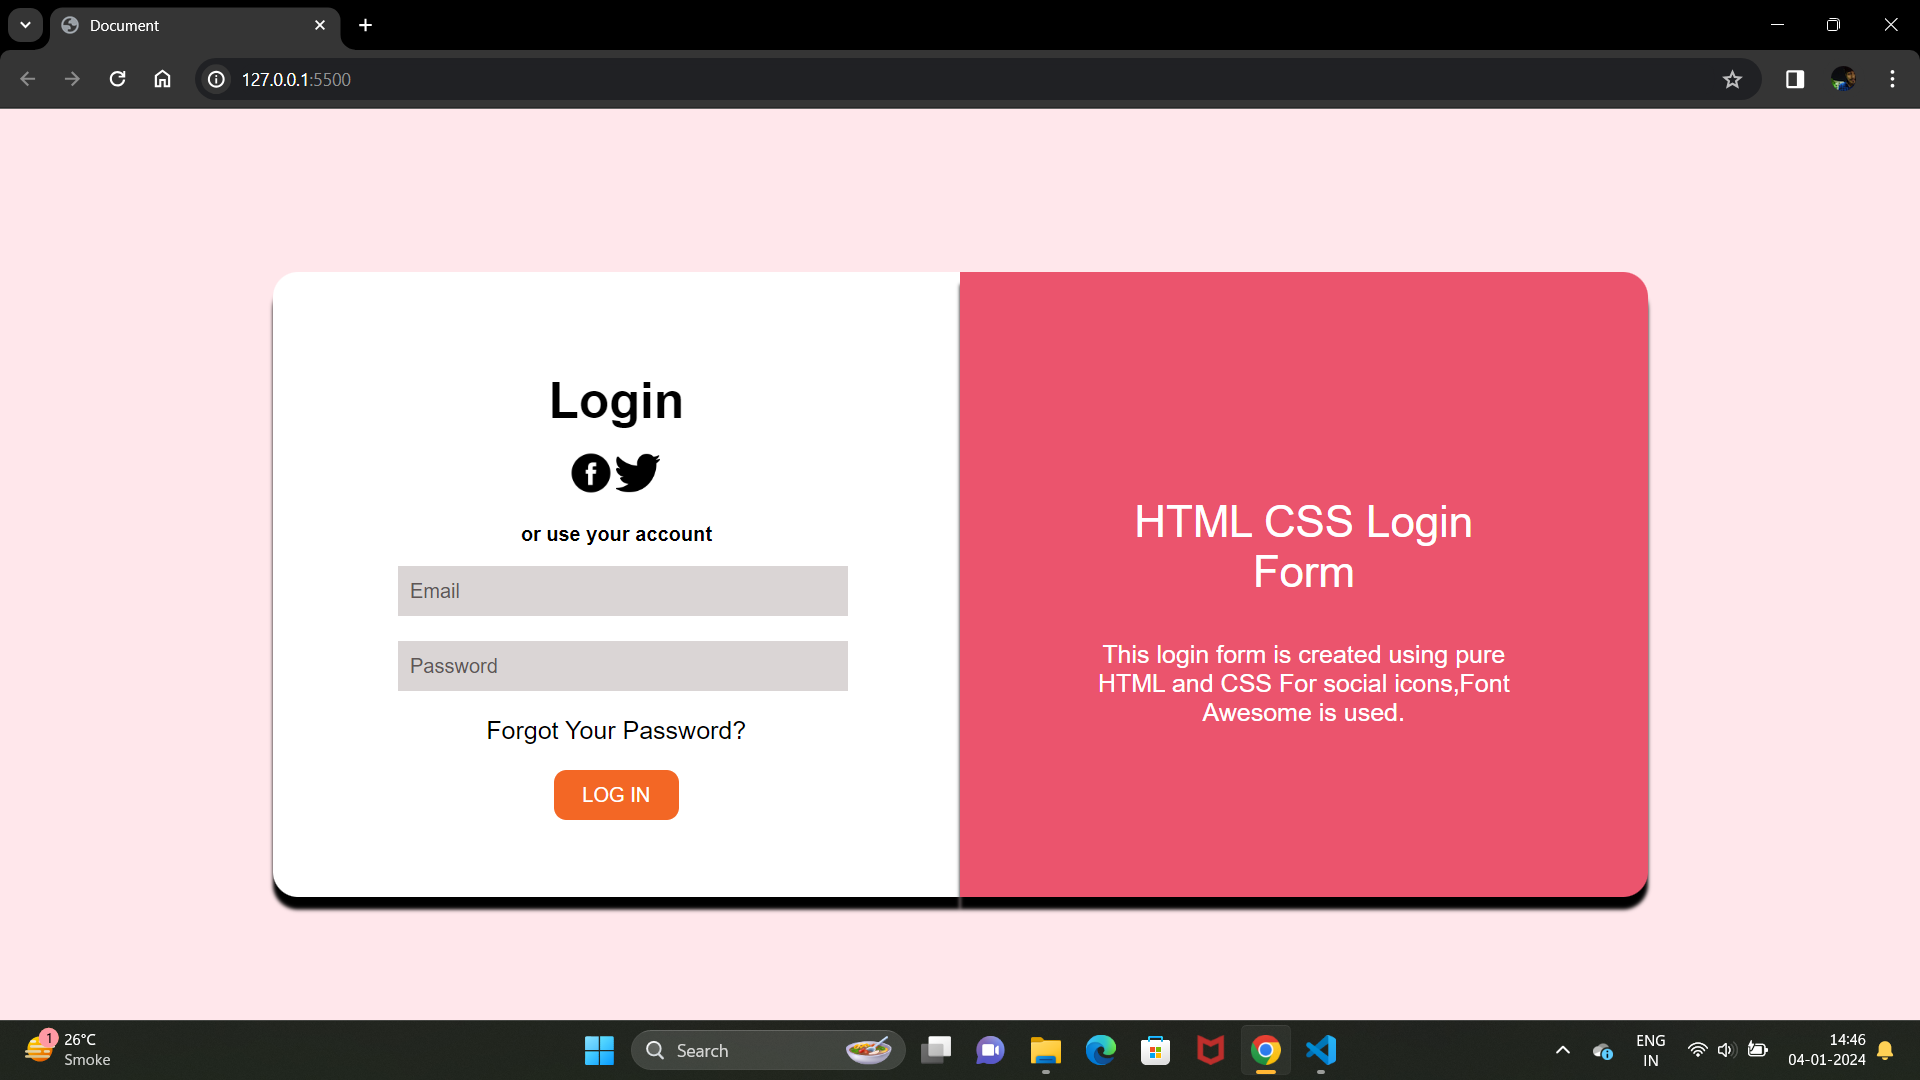 Document
127.0.0.1:5500
Login
or use your account
Email
Password
Forgot Your Password?
LOG IN
HTML CSS Login
Form
This login form is created using pure
HTML and CSS For social icons,Font
Awesome is used.
1
26°C
Smoke
Search
ENG
IN
14:46
04-01-2024